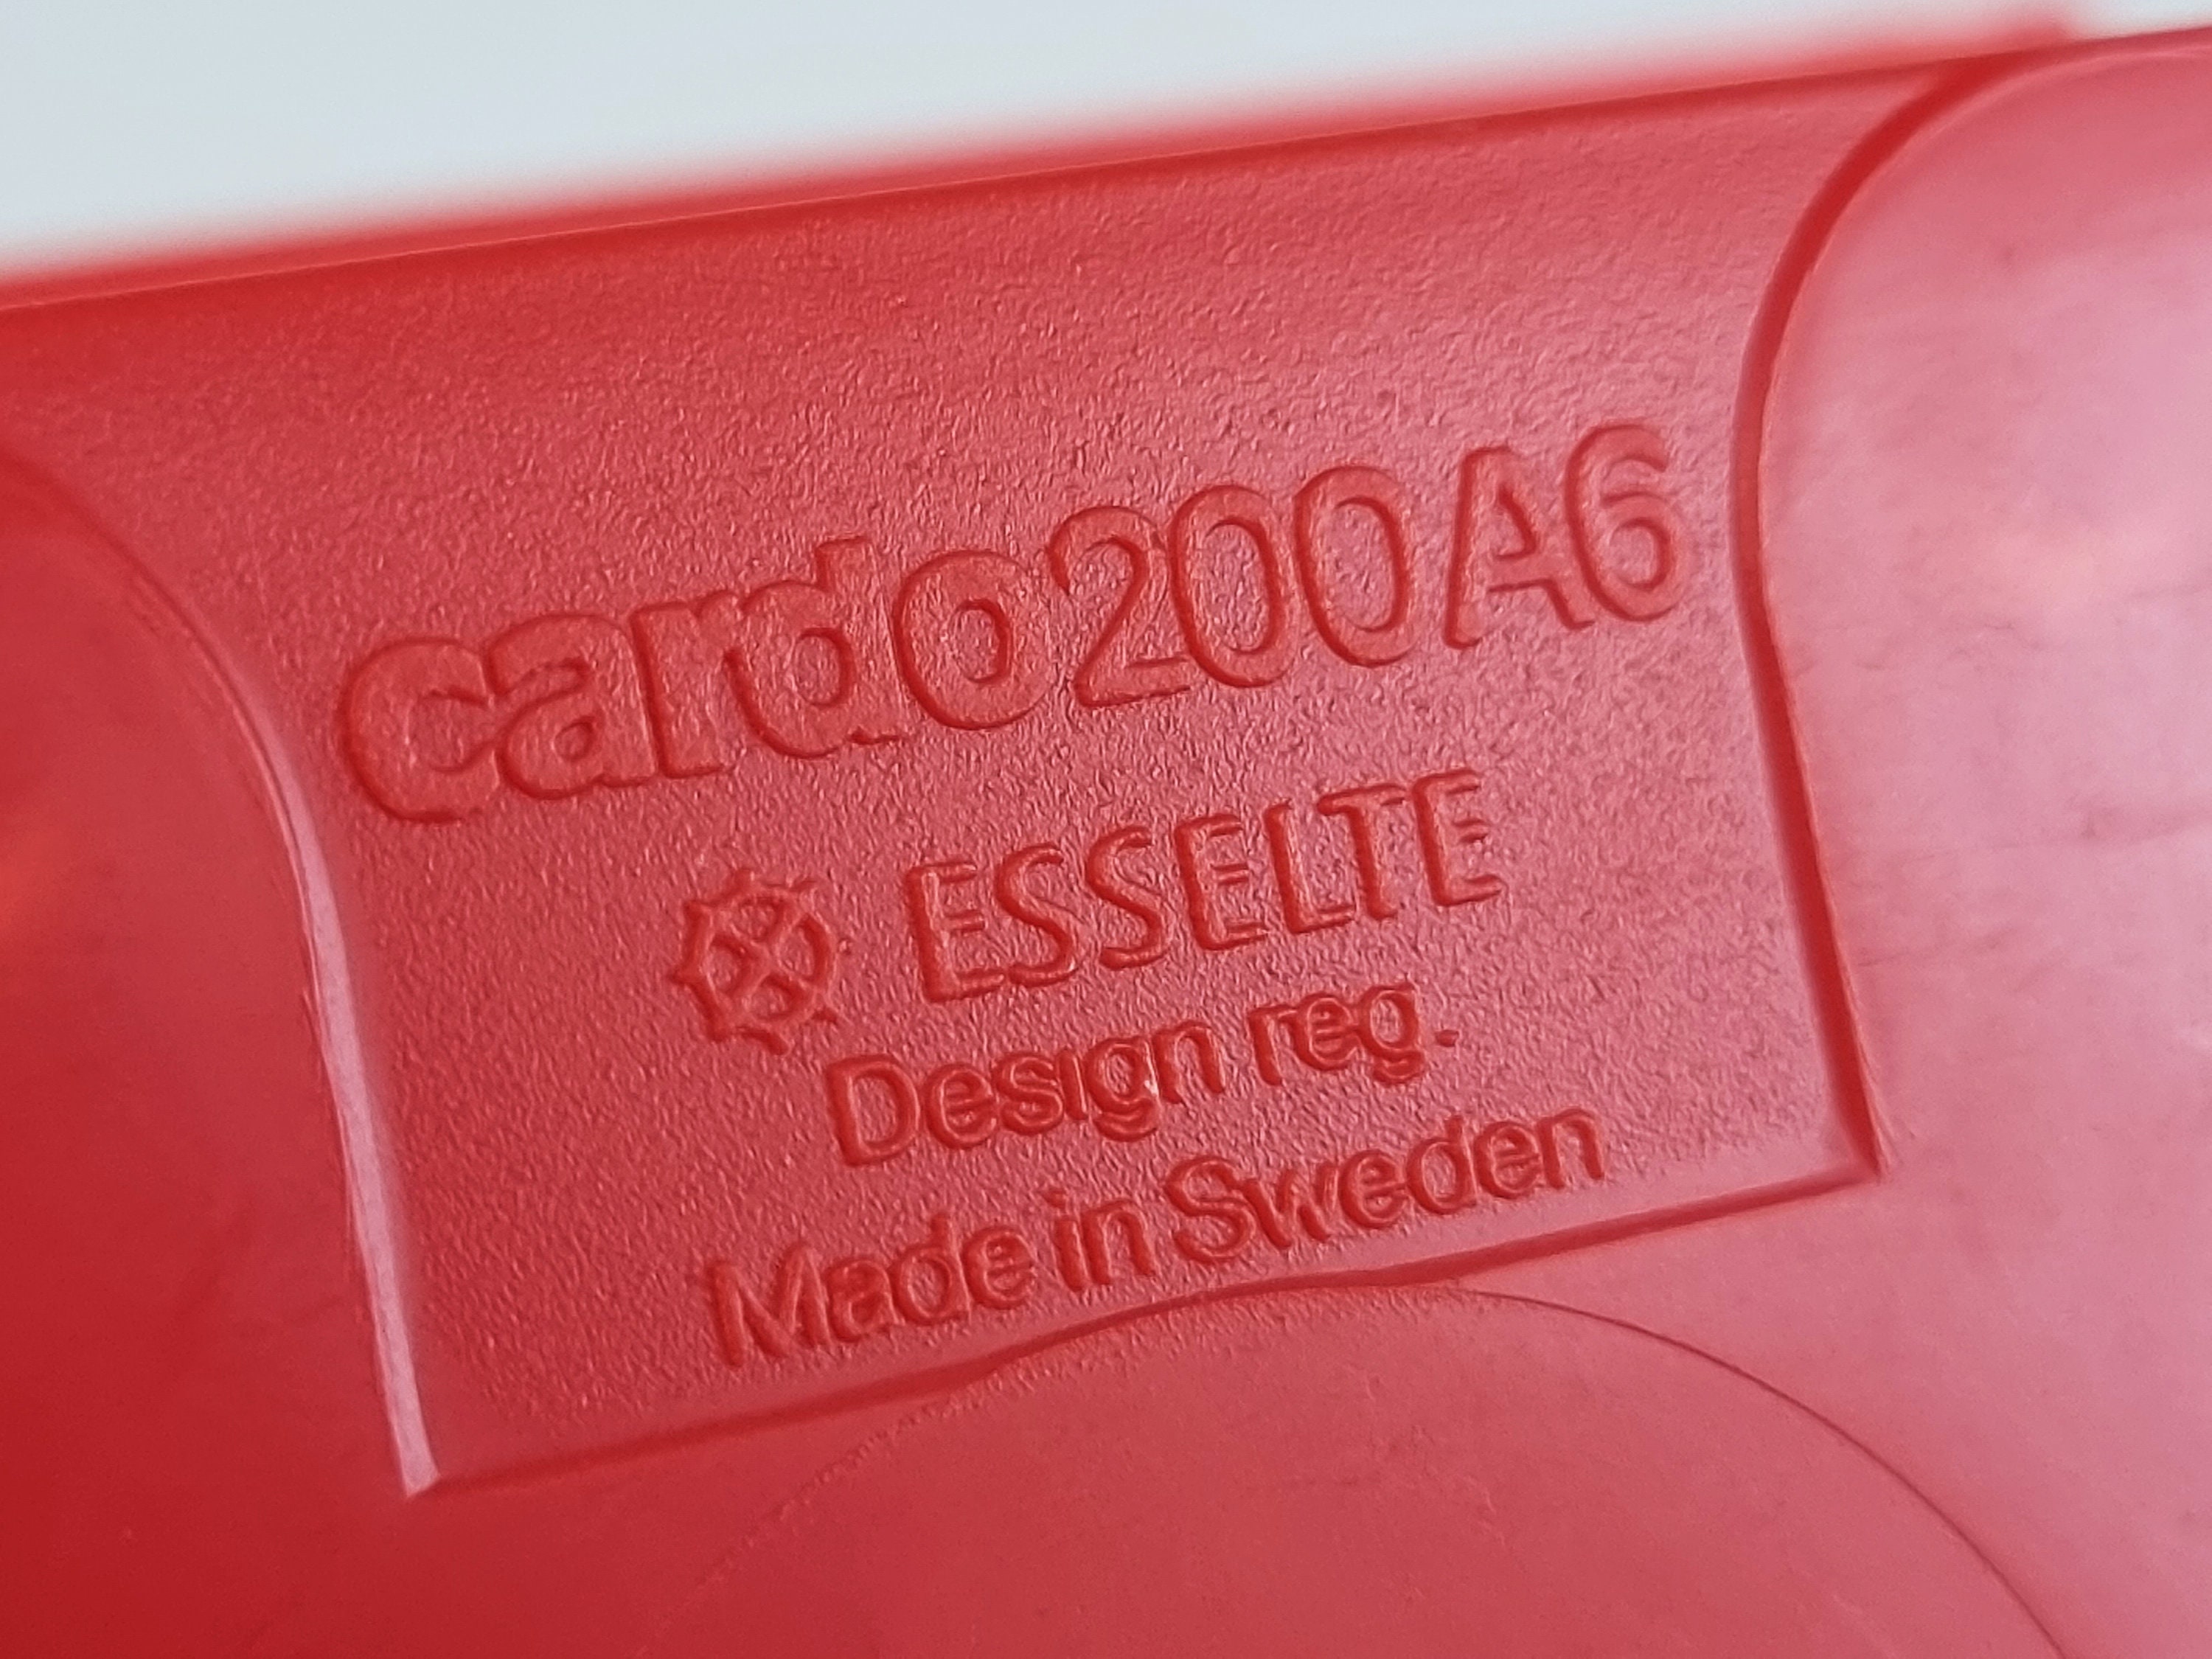 cardo200A6
ESSELTE
Design reg.
Made in Sweden